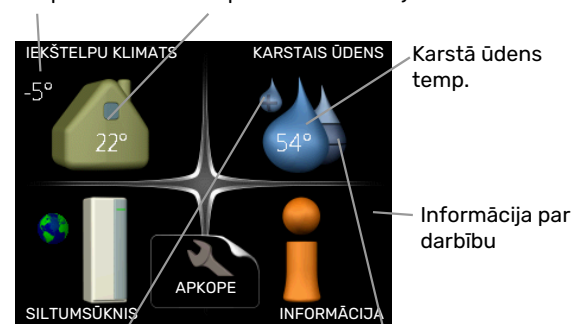 IEKŠTELPU KLIMATS
KARSTAIS ŪDENS
Karstā ūdens
temp.
-5°
22°
54°
Informācija par
darbību
APKOPE
SILTUMSŪKNIS
INFORMĀCIJA